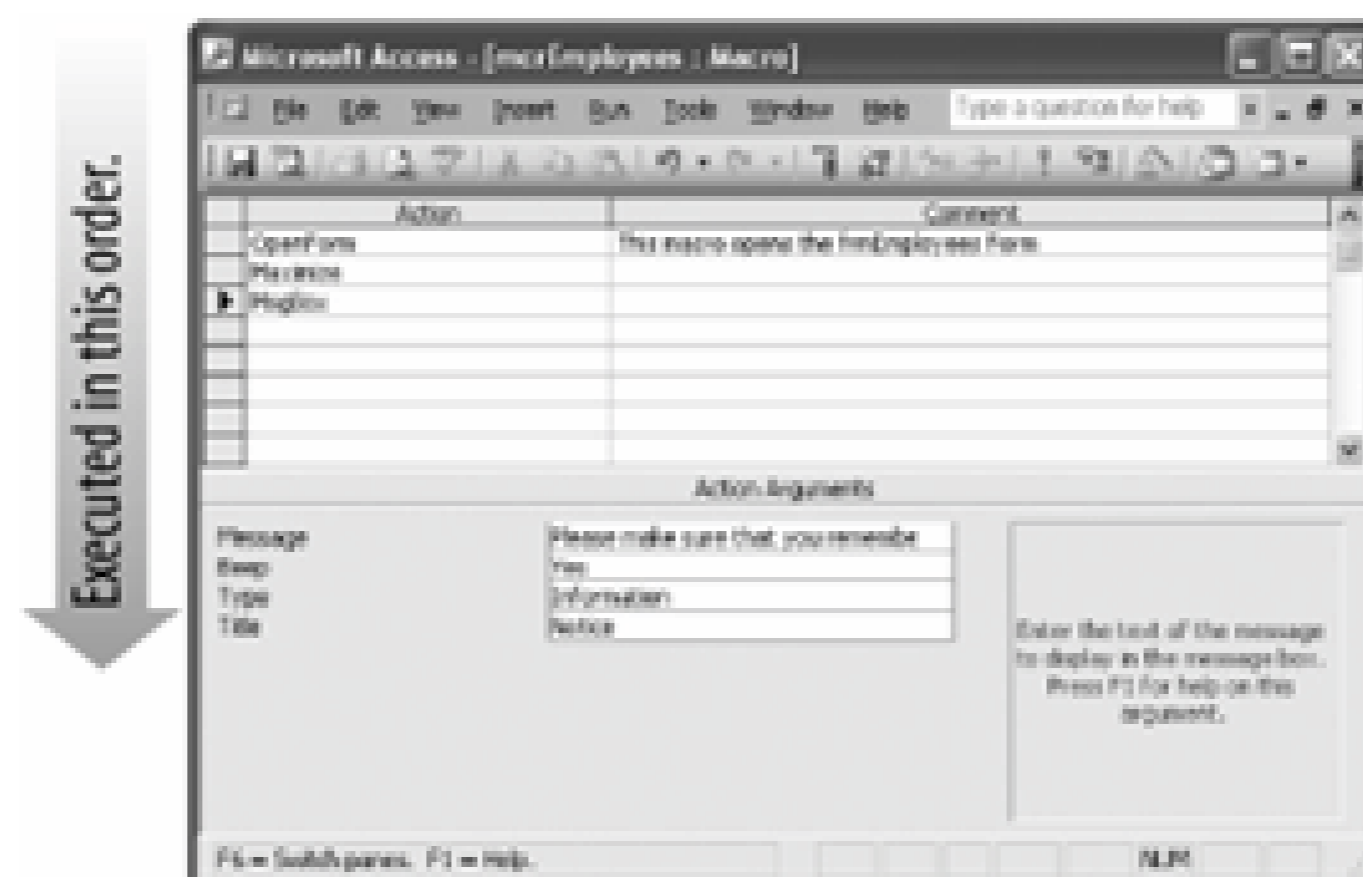 Executed in this order.
Microsoft Access - [mcrEmployees : Macro]
File Edit View Insert Run Tools Window Help Type a question for help
Action Comment
OpenForm This macro opens the frmEmployees Form
Maximize
MsgBox
Action Arguments
Message Please make sure that you remembe
Beep Yes
Type Information
Title Notice
Enter the text of the message
to display in the message box.
Press F1 for help on this
argument.
F6 = Switch panes. F1 = Help. NUM